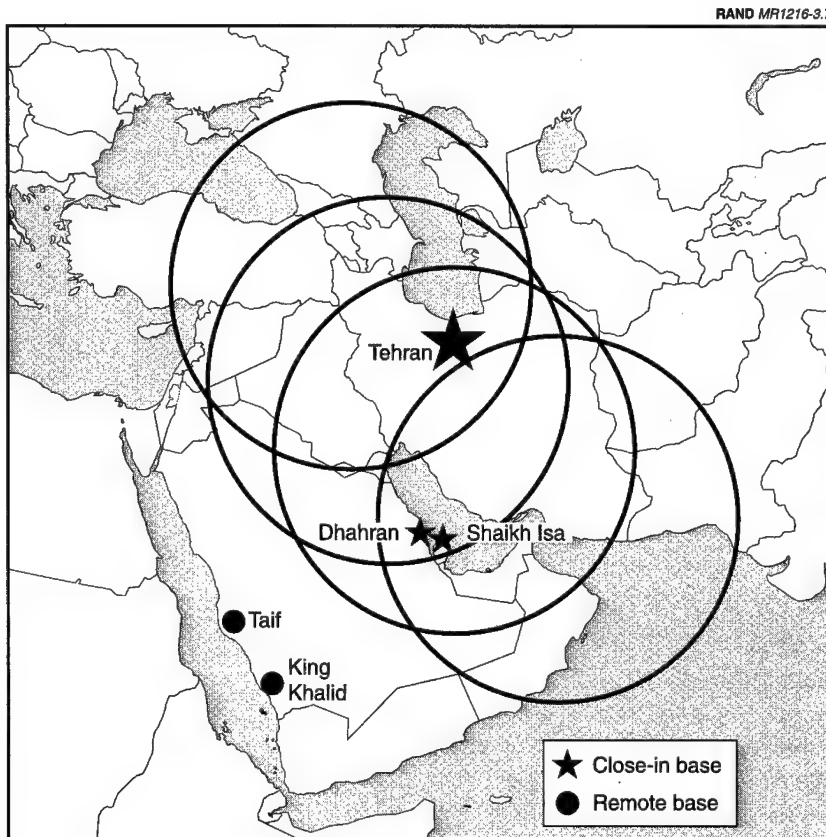 RAND MR1216-3.
Tehran
Dhahran
Shaikh Isa
Taif
King
Khalid
Close-in base
Remote base